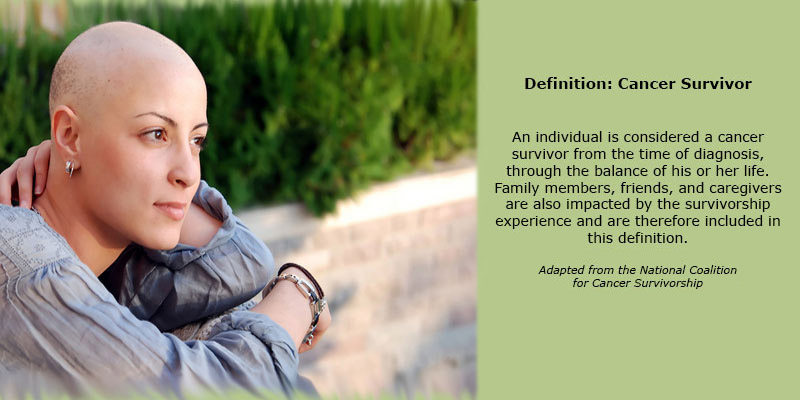 Definition: Cancer Survivor
An individual is considered a cancer
survivor from the time of diagnosis,
through the balance of his or her life.
Family members, friends, and caregivers
are also impacted by the survivorship
experience and are therefore included in
this definition.
Adapted from the National Coalition
for Cancer Survivorship